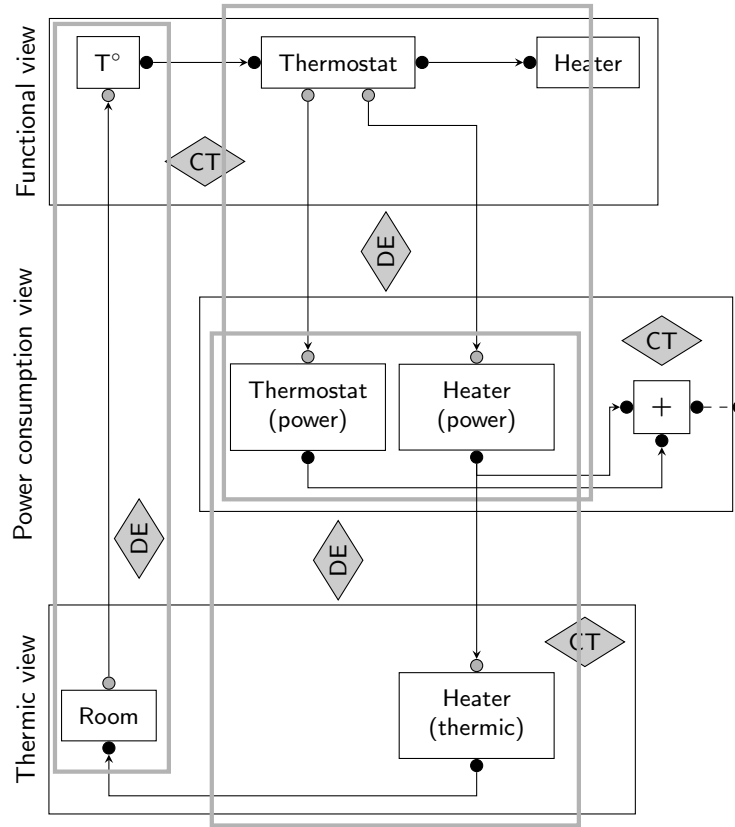 Functional view
T°
Thermostat
Heater
CT
DE
Power consumption view
CT
Thermostat
(power)
Heater
(power)
+
DE
DE
Thermic view
CT
Room
Heater
(thermic)